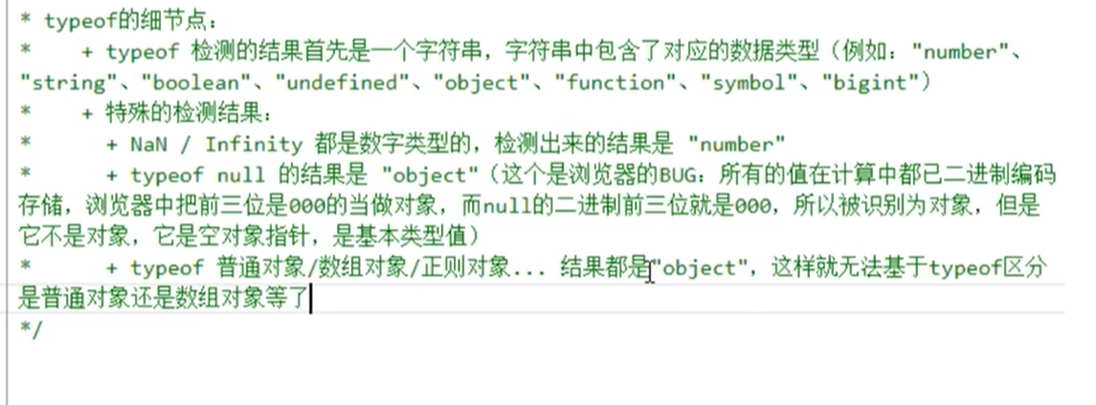 * typeof的细节点：
*    + typeof 检测的结果首先是一个字符串，字符串中包含了对应的数据类型（例如："number"、
"string"、"boolean"、"undefined"、"object"、"function"、"symbol"、"bigint"）
*    + 特殊的检测结果：
*      + NaN / Infinity 都是数字类型的，检测出来的结果是 "number"
*      + typeof null 的结果是 "object"（这个是浏览器的BUG：所有的值在计算中都已二进制编码
存储，浏览器中把前三位是000的当做对象，而null的二进制前三位就是000，所以被识别为对象，但是
它不是对象，它是空对象指针，是基本类型值）
*      + typeof 普通对象/数组对象/正则对象... 结果都是"object"，这样就无法基于typeof区分
是普通对象还是数组对象等了
*/